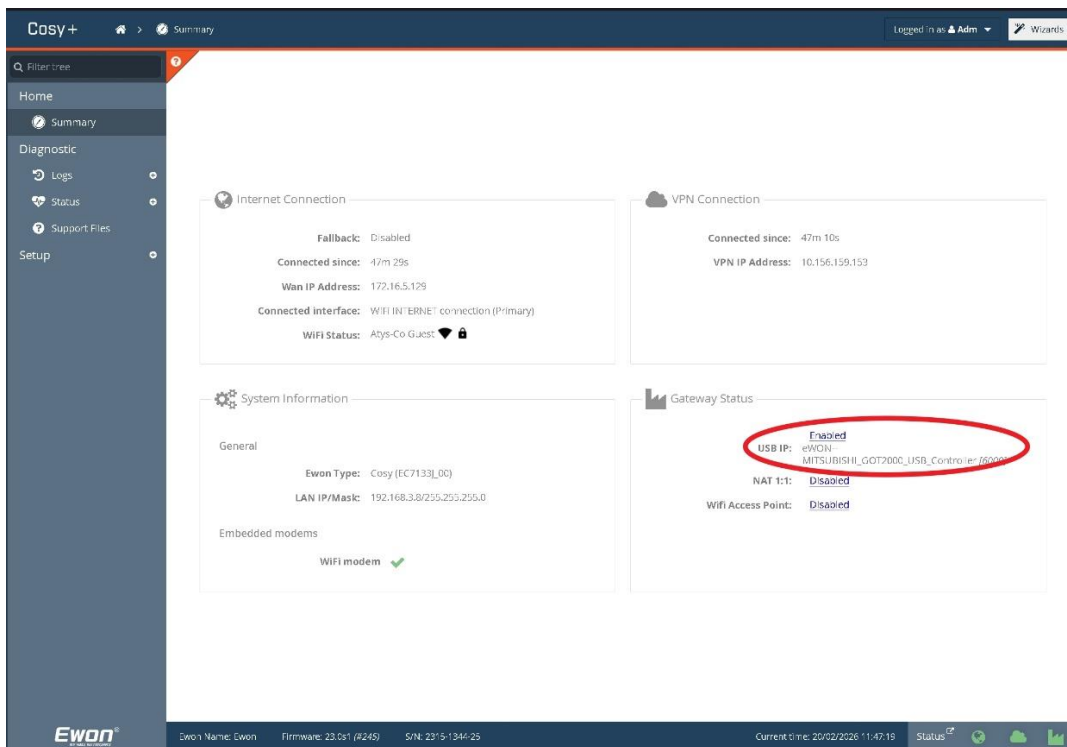 Cosy+
Summary
Logged in as Adm
Wizards
Filter tree
Home
Summary
Diagnostic
Logs
Status
Support Files
Setup
Internet Connection
Fallback: Disabled
Connected since: 47m 29s
Wan IP Address: 172.16.5.129
Connected interface: WIFI INTERNET connection (Primary)
WiFi Status: Atys-Co Guest
VPN Connection
Connected since: 47m 10s
VPN IP Address: 10.156.159.153
System Information
General
Ewon Type: Cosy (EC7133J_00)
LAN IP/Mask: 192.168.3.8/255.255.255.0
Embedded modems
WiFi modem
Gateway Status
Enabled
USB IP: eWON--
MITSUBISHI_GOT2000_USB_Controller [6000]
NAT 1:1: Disabled
Wifi Access Point: Disabled
Ewon®
Ewon Name: Ewon
Firmware: 23.0s1 (#245)
S/N: 2315-1344-25
Current time: 20/02/2026 11:47:19
Status